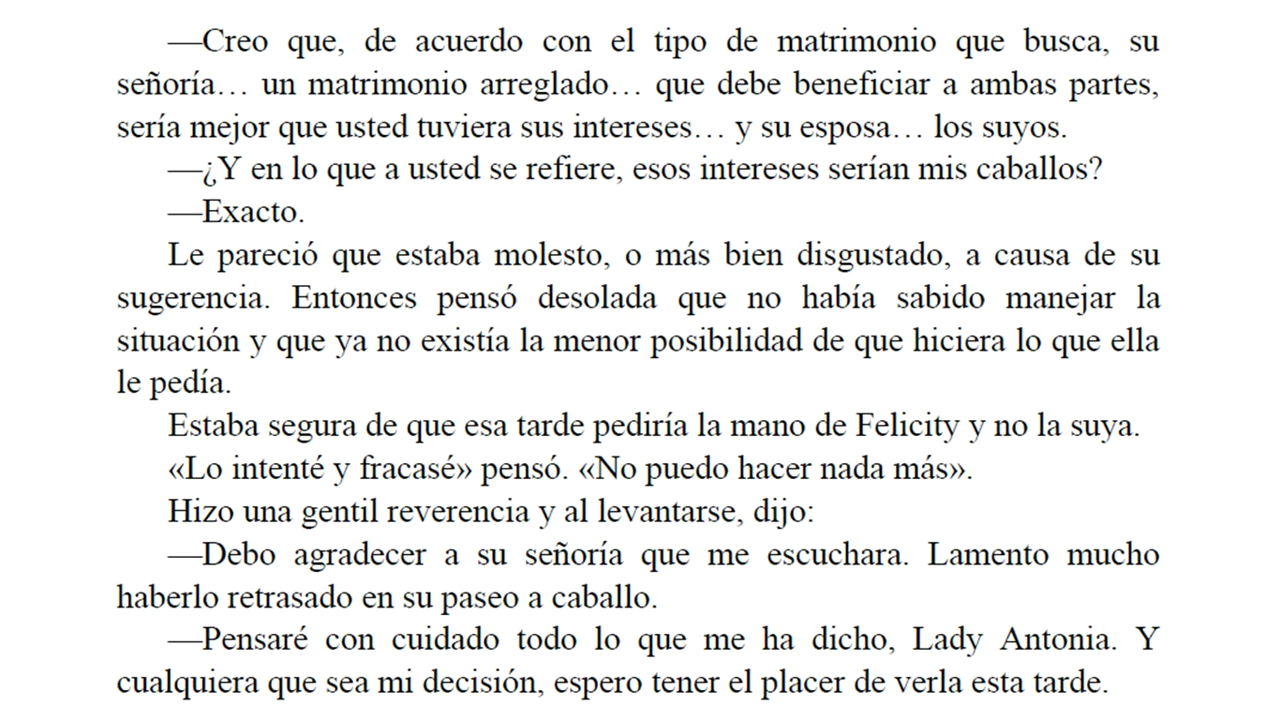 —Creo que, de acuerdo con el tipo de matrimonio que busca, su
señoría… un matrimonio arreglado… que debe beneficiar a ambas partes,
sería mejor que usted tuviera sus intereses… y su esposa… los suyos.
—¿Y en lo que a usted se refiere, esos intereses serían mis caballos?
—Exacto.
Le pareció que estaba molesto, o más bien disgustado, a causa de su
sugerencia. Entonces pensó desolada que no había sabido manejar la
situación y que ya no existía la menor posibilidad de que hiciera lo que ella
le pedía.
Estaba segura de que esa tarde pediría la mano de Felicity y no la suya.
«Lo intenté y fracasé» pensó. «No puedo hacer nada más».
Hizo una gentil reverencia y al levantarse, dijo:
—Debo agradecer a su señoría que me escuchara. Lamento mucho
haberlo retrasado en su paseo a caballo.
—Pensaré con cuidado todo lo que me ha dicho, Lady Antonia. Y
cualquiera que sea mi decisión, espero tener el placer de verla esta tarde.